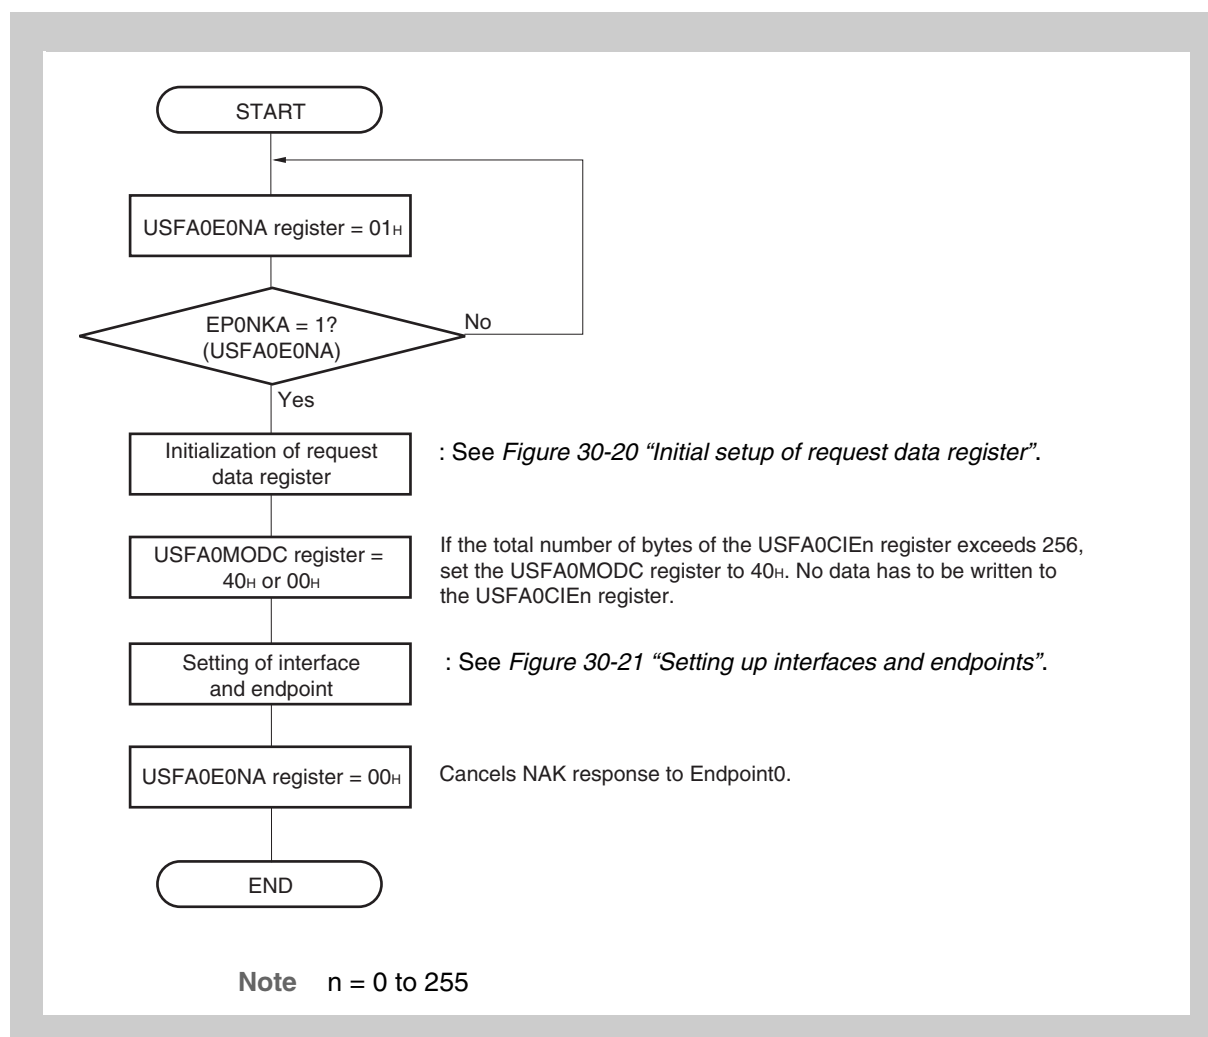 START
USFA0E0NA register = 01H
EP0NKA = 1?
(USFA0E0NA)
No
Yes
Initialization of request
data register
: See Figure 30-20 “Initial setup of request data register”.
USFA0MODC register =
40H or 00H
If the total number of bytes of the USFA0CIEn register exceeds 256,
set the USFA0MODC register to 40H. No data has to be written to
the USFA0CIEn register.
Setting of interface
and endpoint
: See Figure 30-21 “Setting up interfaces and endpoints”.
USFA0E0NA register = 00H
Cancels NAK response to Endpoint0.
END
Note n = 0 to 255